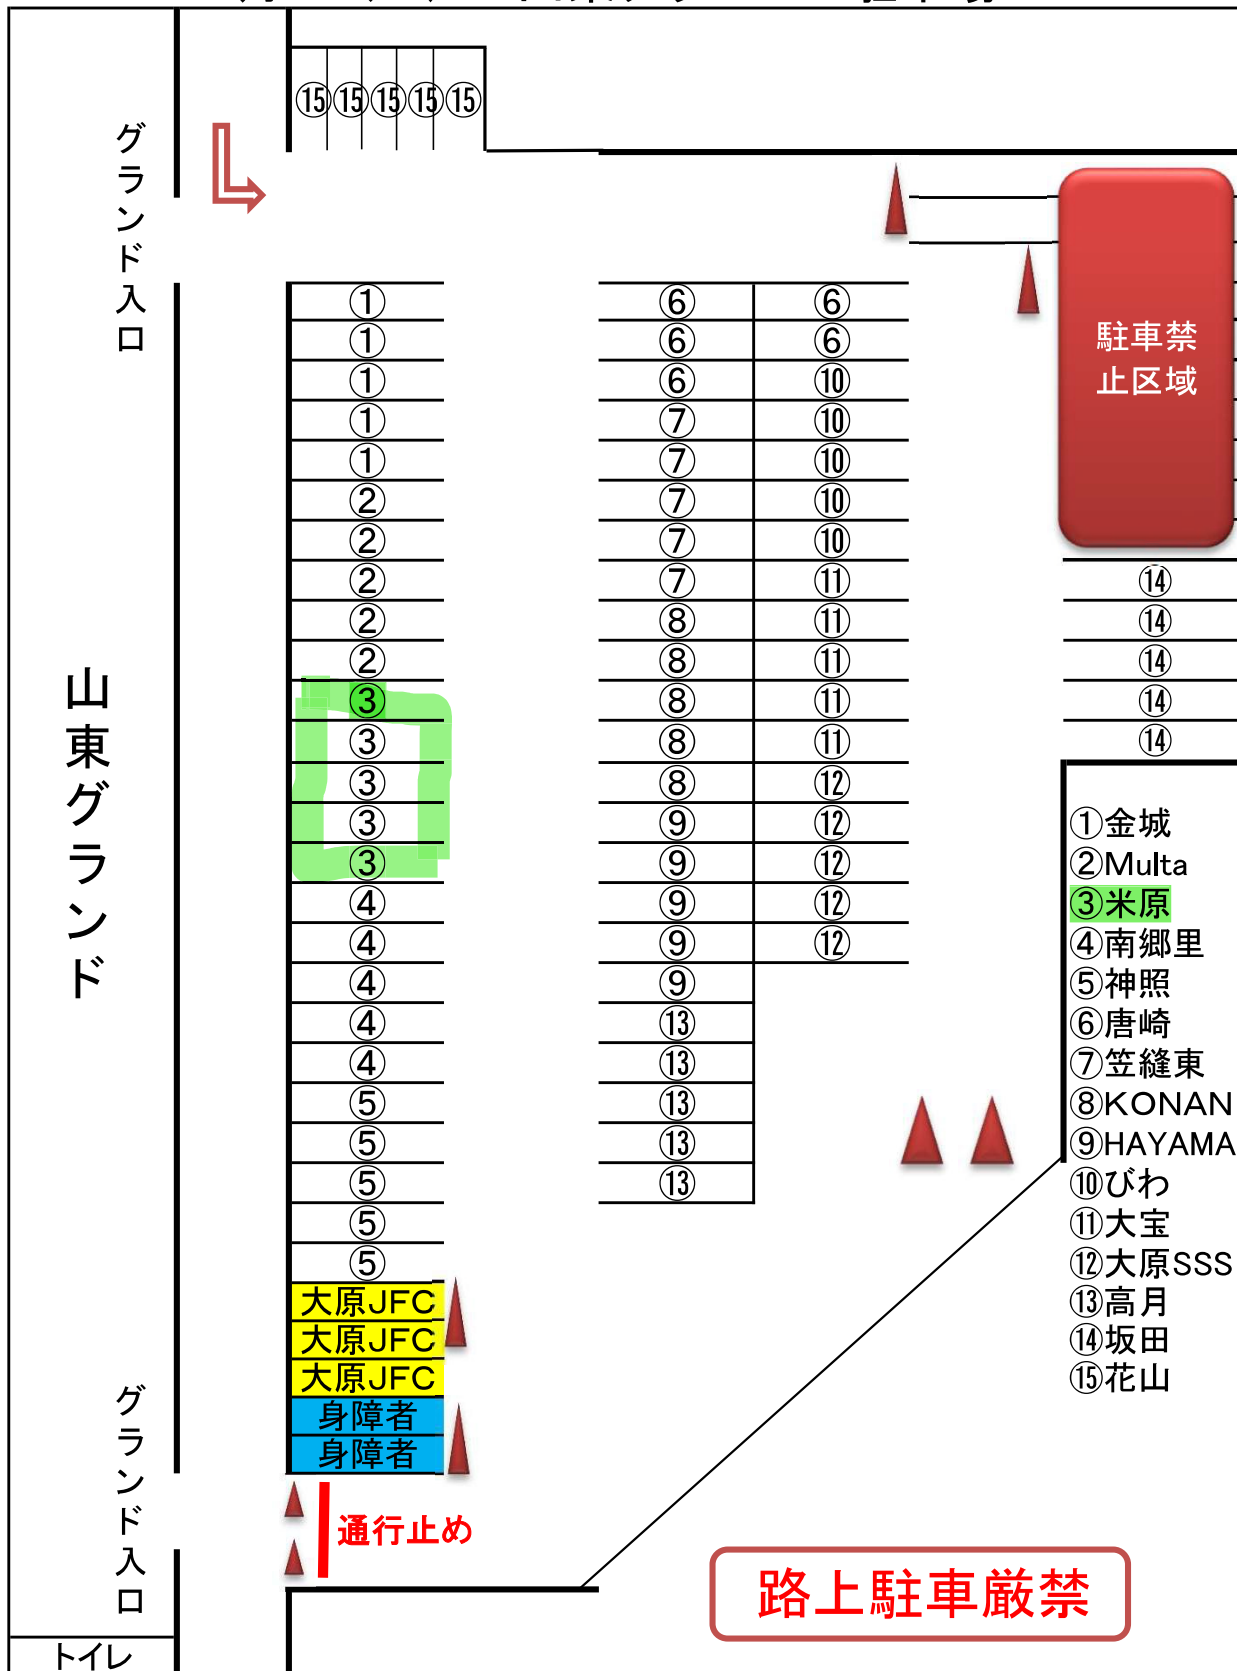 ⑮⑮⑮⑮⑮
グランド入口
駐車禁
止区域
① ⑥ ⑥
① ⑥ ⑥
① ⑥ ⑩
① ⑦ ⑩
① ⑦ ⑩
② ⑦ ⑩
② ⑦ ⑩
② ⑦ ⑪ ⑭
② ⑧ ⑪ ⑭
② ⑧ ⑪ ⑭
③ ⑧ ⑪ ⑭
③ ⑧ ⑪ ⑭
③ ⑧ ⑫
③ ⑨ ⑫
③ ⑨ ⑫
④ ⑨ ⑫
④ ⑨ ⑫
④ ⑨
④ ⑬
④ ⑬
⑤ ⑬
⑤ ⑬
⑤ ⑬
⑤
⑤
大原JFC
大原JFC
大原JFC
身障者
身障者
山東グランド
①金城
②Multa
③米原
④南郷里
⑤神照
⑥唐崎
⑦笠縫東
⑧KONAN
⑨HAYAMA
⑩びわ
⑪大宝
⑫大原SSS
⑬高月
⑭坂田
⑮花山
グランド入口
通行止め
路上駐車厳禁
トイレ